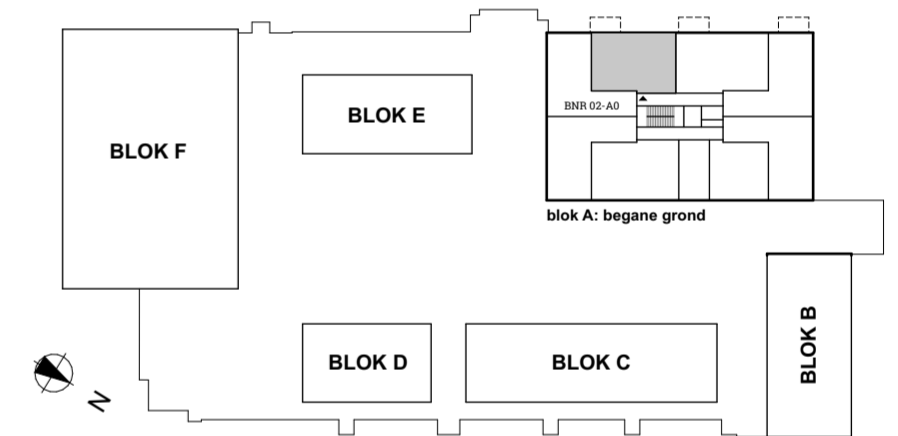 BLOK F
BLOK E
BNR 02-A0
blok A: begane grond
BLOK D
BLOK C
BLOK B
N